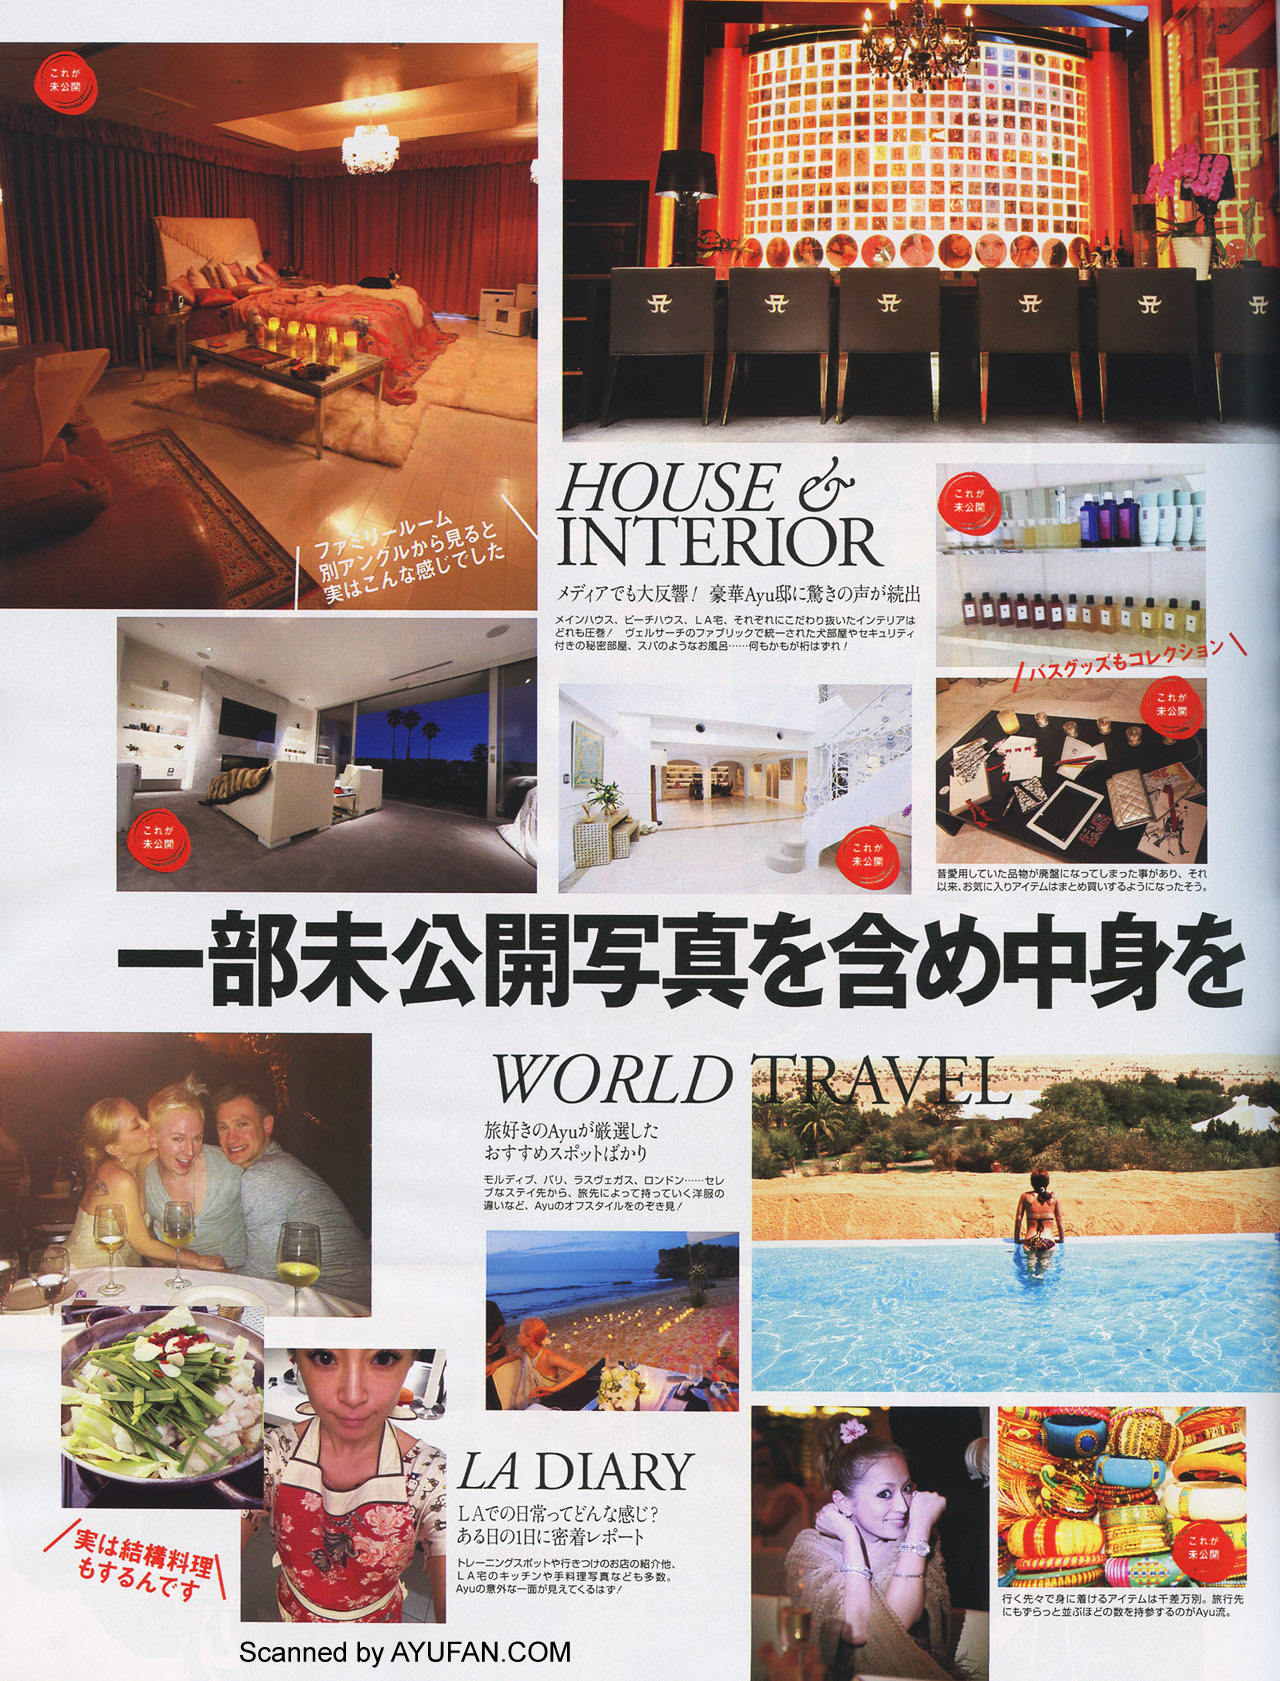 これが
未公開
ファミリールーム
別アングルから見ると
実はこんな感じでした
HOUSE &
INTERIOR
メディアでも大反響！ 豪華Ayu邸に驚きの声が続出
メインハウス、ビーチハウス、ＬＡ宅、それぞれにこだわり抜いたインテリアは
どれも圧巻！ ヴェルサーチのファブリックで統一された犬部屋やセキュリティ
付きの秘密部屋、スパのようなお風呂……何もかもが桁はずれ！
これが
未公開
バスグッズもコレクション
これが
未公開
これが
未公開
これが
未公開
昔愛用していた品物が廃盤になってしまった事があり、それ
以来、お気に入りアイテムはまとめ買いするようになったそう。
一部未公開写真を含め中身を
WORLD TRAVEL
旅好きのAyuが厳選した
おすすめスポットばかり
モルディブ、バリ、ラスヴェガス、ロンドン……セレ
ブなステイ先から、旅先によって持っていく洋服の
違いなど、Ayuのオフスタイルをのぞき見！
実は結構料理
もするんです
LA DIARY
ＬＡでの日常ってどんな感じ？
ある日の1日に密着レポート
トレーニングスポットや行きつけのお店の紹介他、
ＬＡ宅のキッチンや手料理写真なども多数。
Ayuの意外な一面が見えてくるはず！
これが
未公開
行く先々で身に着けるアイテムは千差万別。旅行先
にもずらっと並ぶほどの数を持参するのがAyu流。
Scanned by AYUFAN.COM